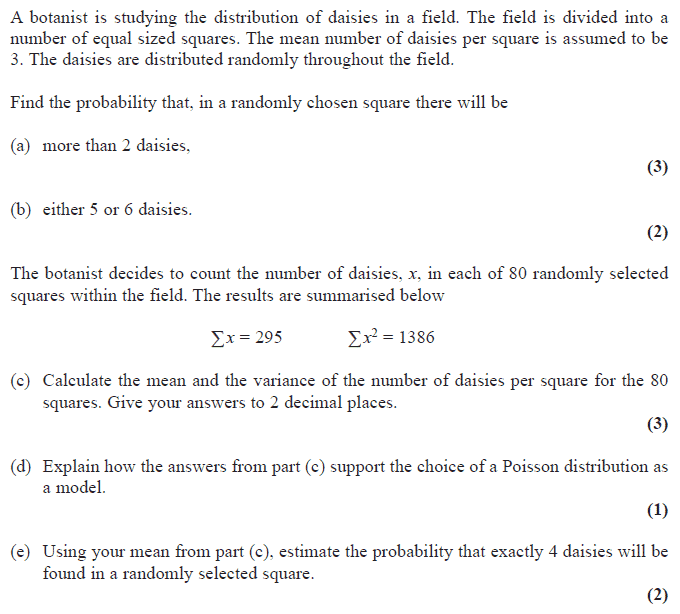 A botanist is studying the distribution of daisies in a field. The field is divided into a
number of equal sized squares. The mean number of daisies per square is assumed to be
3. The daisies are distributed randomly throughout the field.
Find the probability that, in a randomly chosen square there will be
(a) more than 2 daisies,
(3)
(b) either 5 or 6 daisies.
(2)
The botanist decides to count the number of daisies, x, in each of 80 randomly selected
squares within the field. The results are summarised below
∑x = 295 ∑x² = 1386
(c) Calculate the mean and the variance of the number of daisies per square for the 80
squares. Give your answers to 2 decimal places.
(3)
(d) Explain how the answers from part (c) support the choice of a Poisson distribution as
a model.
(1)
(e) Using your mean from part (c), estimate the probability that exactly 4 daisies will be
found in a randomly selected square.
(2)